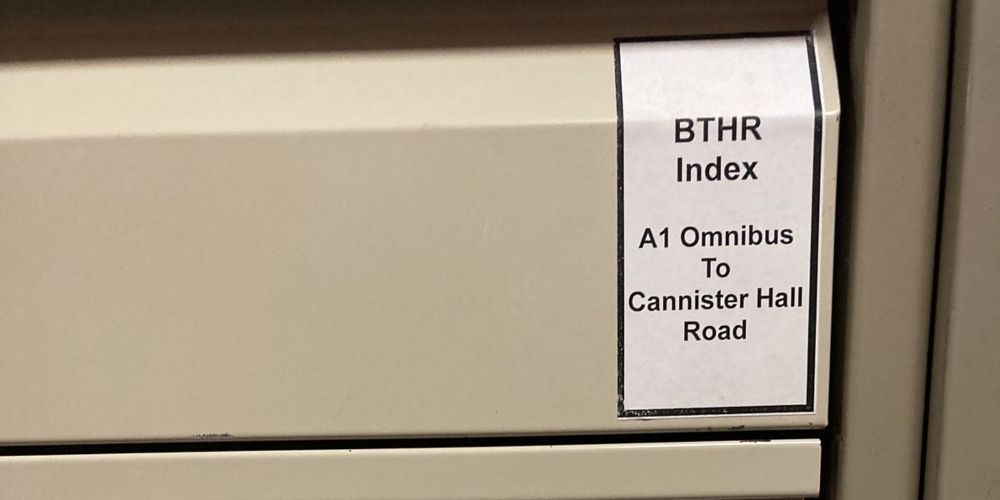 BTHR
Index
A1 Omnibus
To
Cannister Hall
Road